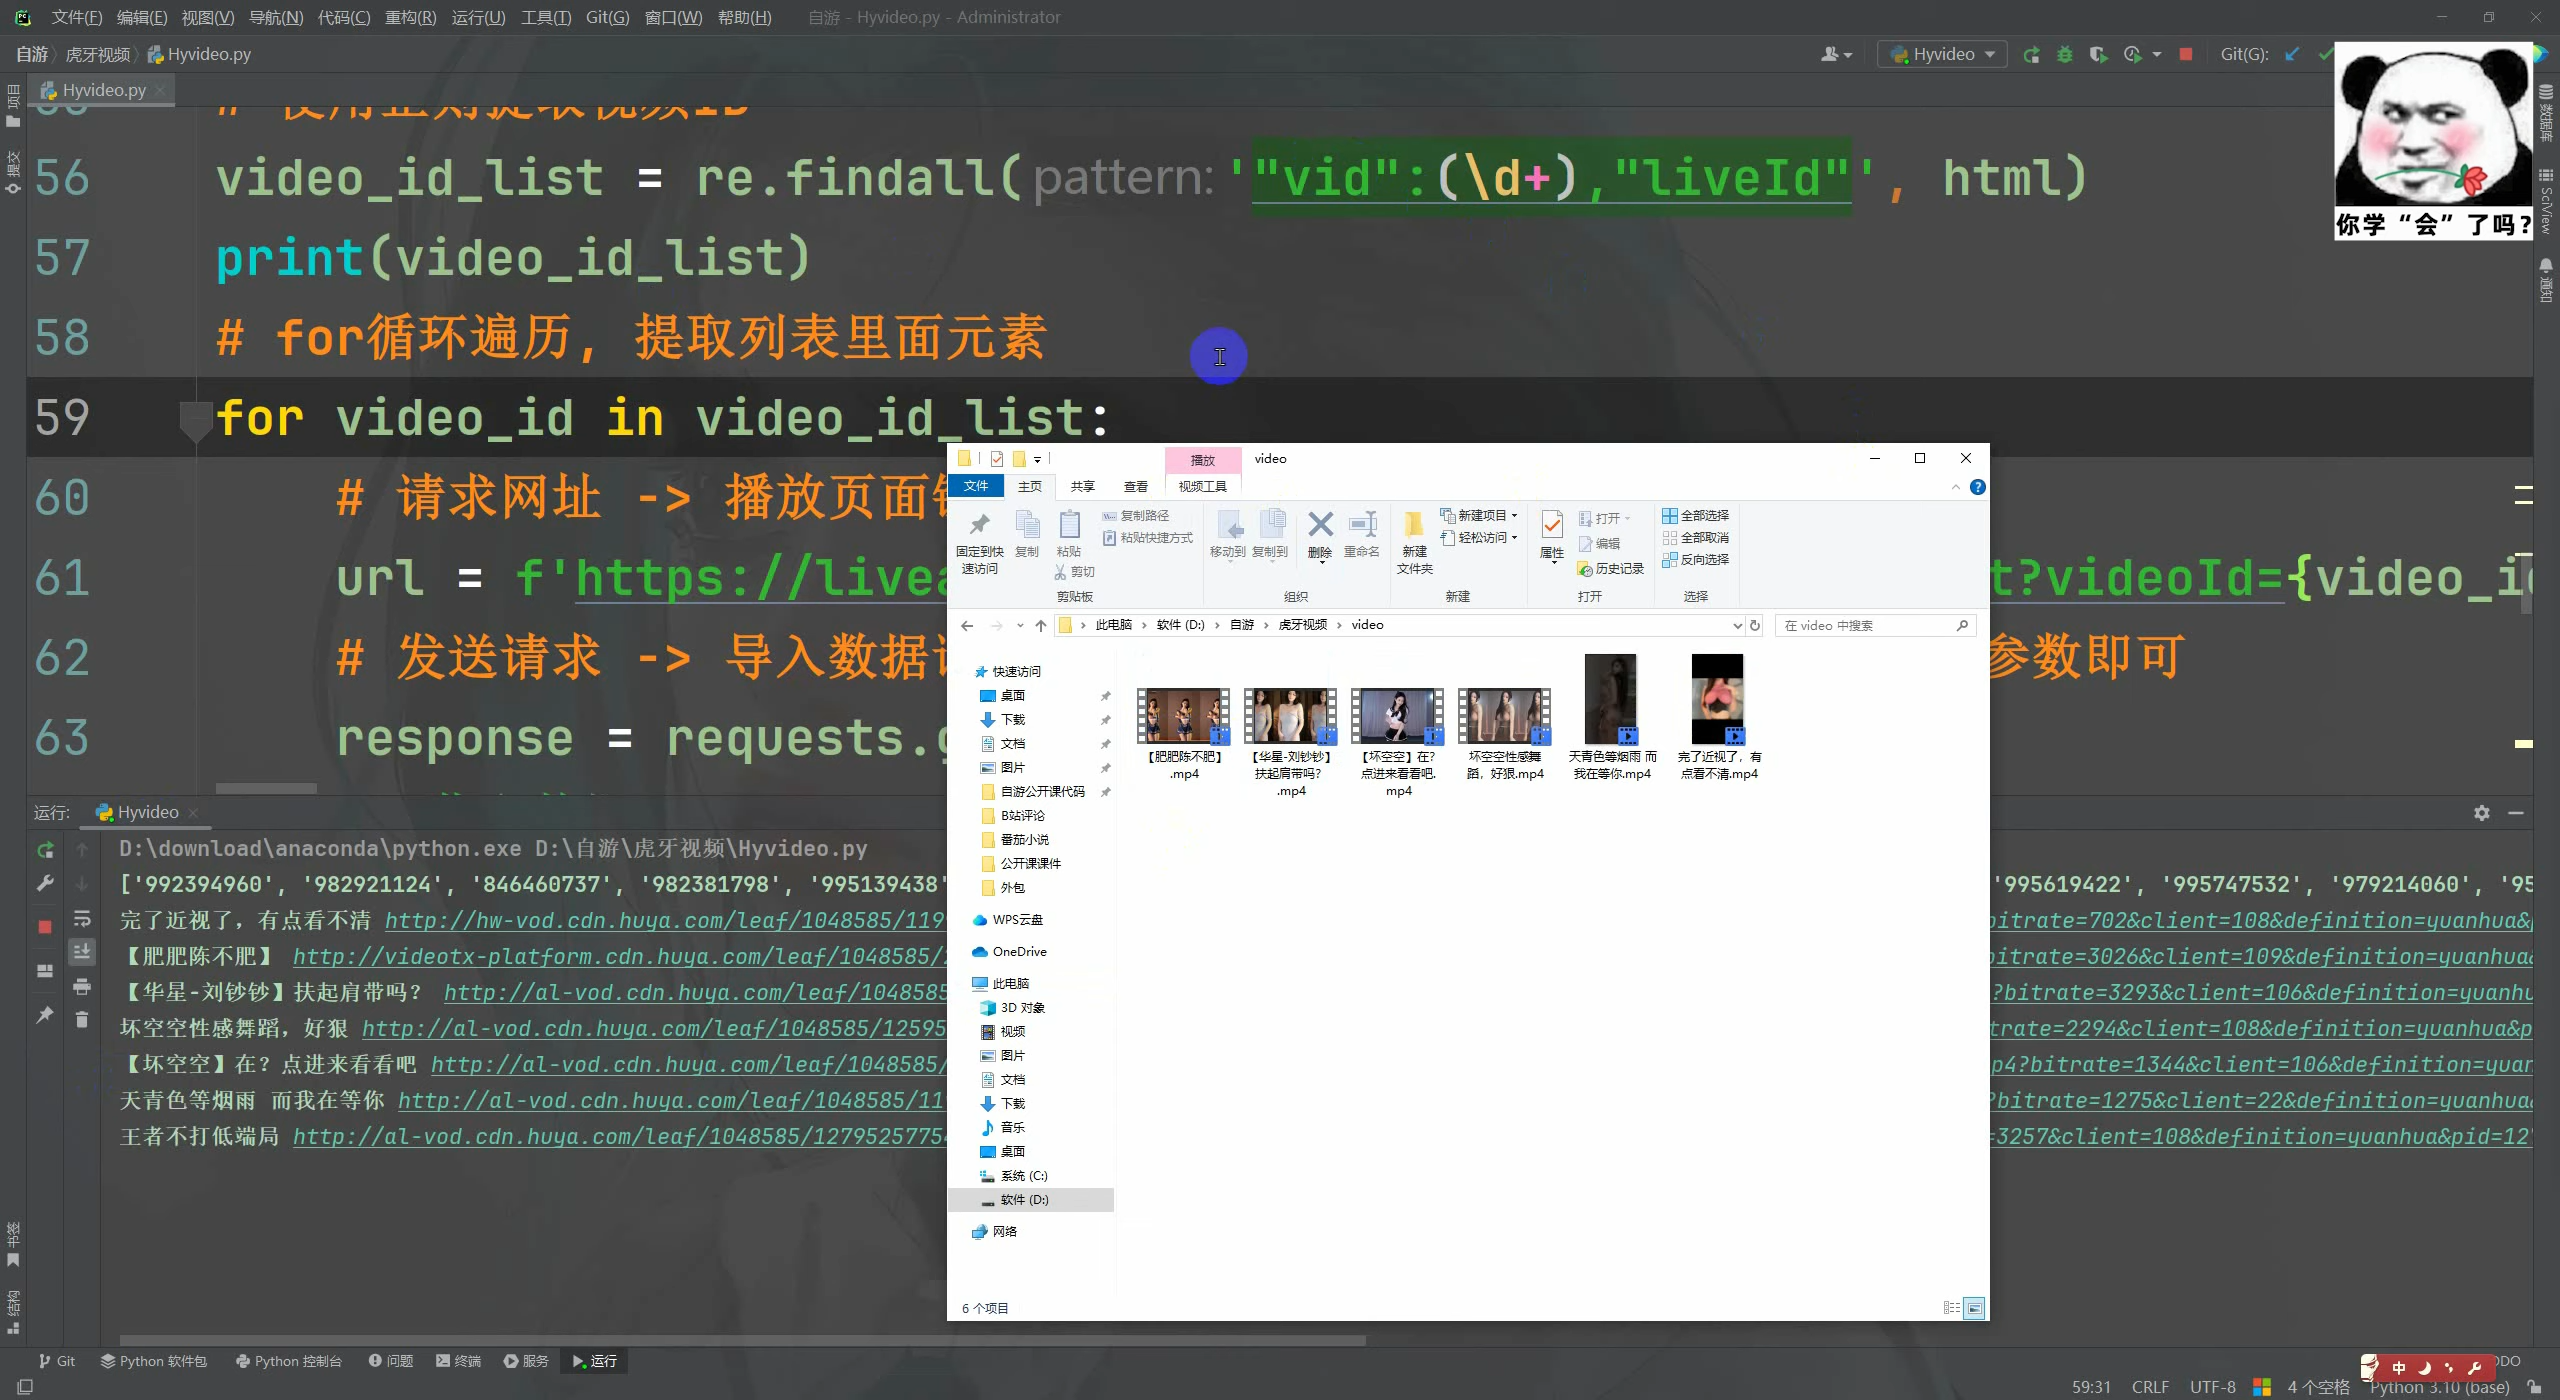 文件(F) 编辑(E) 视图(V) 导航(N) 代码(C) 重构(R) 运行(U) 工具(T) Git(G) 窗口(W) 帮助(H) 自游 - Hyvideo.py - Administrator
自游 虎牙视频 Hyvideo.py
Hyvideo Git(G):
Hyvideo.py
你学“会”了吗?
# 使用正则提取视频ID
56 video_id_list = re.findall( pattern: '"vid":(\d+),"liveId"', html)
57 print(video_id_list)
58 # for循环遍历, 提取列表里面元素
59 for video_id in video_id_list:
60 # 请求网址 -> 播放页面
61 url = f'https://live t?videoId={video_i
62 # 发送请求 -> 导入数据 参数即可
63 response = requests.g
项目
提交
书签
结构
数据库
SciView
通知
播放 video
文件 主页 共享 查看 视频工具
固定到快速访问 复制 粘贴 复制路径 粘贴快捷方式 剪切
移动到 复制到 删除 重命名 新建文件夹 新建项目 轻松访问
属性 打开 编辑 历史记录 全部选择 全部取消 反向选择
剪贴板 组织 新建 打开 选择
此电脑 › 软件 (D:) › 自游 › 虎牙视频 › video
在 video 中搜索
快速访问
桌面
下载
文档
图片
自游公开课代码
B站评论
番茄小说
公开课课件
外包
WPS云盘
OneDrive
此电脑
3D 对象
视频
图片
文档
下载
音乐
桌面
系统 (C:)
软件 (D:)
网络
【肥肥陈不肥】.mp4
【华星-刘钞钞】扶起肩带吗?.mp4
【坏空空】在?点进来看看吧.mp4
坏空空性感舞蹈，好狠.mp4
天青色等烟雨 而我在等你.mp4
完了近视了，有点看不清.mp4
6 个项目
运行: Hyvideo
D:\download\anaconda\python.exe D:\自游\虎牙视频\Hyvideo.py
['992394960', '982921124', '846460737', '982381798', '995139438' '995619422', '995747532', '979214060', '95
完了近视了，有点看不清 http://hw-vod.cdn.huya.com/leaf/1048585/119 bitrate=702&client=108&definition=yuanhua&
【肥肥陈不肥】 http://videotx-platform.cdn.huya.com/leaf/1048585/ bitrate=3026&client=109&definition=yuanhua
【华星-刘钞钞】扶起肩带吗? http://al-vod.cdn.huya.com/leaf/1048585 ?bitrate=3293&client=106&definition=yuanhu
坏空空性感舞蹈，好狠 http://al-vod.cdn.huya.com/leaf/1048585/12595 trate=2294&client=108&definition=yuanhua&p
【坏空空】在? 点进来看看吧 http://al-vod.cdn.huya.com/leaf/1048585/ p4?bitrate=1344&client=106&definition=yuan
天青色等烟雨 而我在等你 http://al-vod.cdn.huya.com/leaf/1048585/11 ?bitrate=1275&client=22&definition=yuanhua
王者不打低端局 http://al-vod.cdn.huya.com/leaf/1048585/1279525775 =3257&client=108&definition=yuanhua&pid=12
Git Python 软件包 Python 控制台 问题 终端 服务 运行
中
59:31 CRLF UTF-8 4 个空格 Python 3.10 (base)